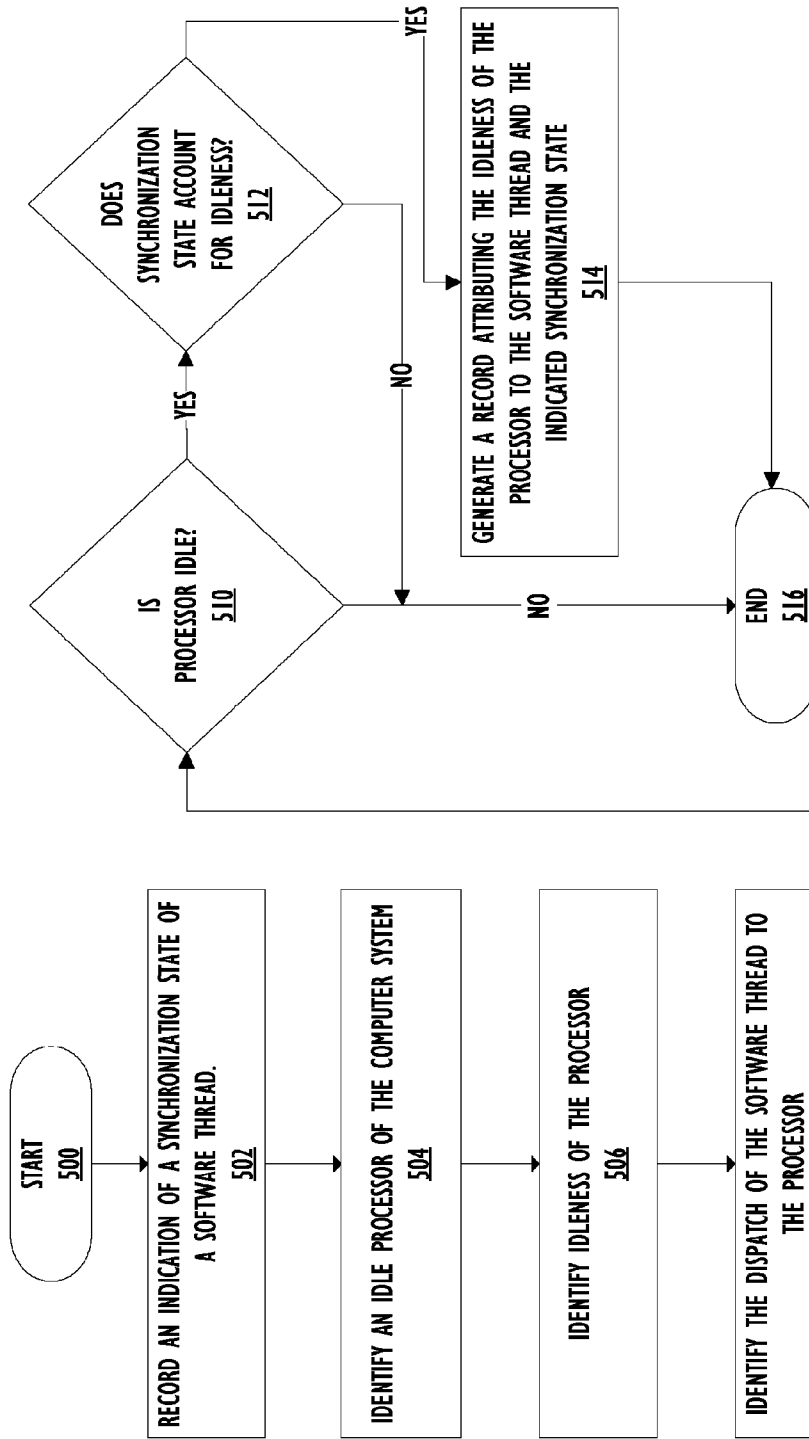 START
500
RECORD AN INDICATION OF A SYNCHRONIZATION STATE OF
A SOFTWARE THREAD.
502
IDENTIFY AN IDLE PROCESSOR OF THE COMPUTER SYSTEM
504
IDENTIFY IDLENESS OF THE PROCESSOR
506
IDENTIFY THE DISPATCH OF THE SOFTWARE THREAD TO
THE PROCESSOR
IS
PROCESSOR IDLE?
510
YES
NO
DOES
SYNCHRONIZATION
STATE ACCOUNT
FOR IDLENESS?
512
NO
YES
GENERATE A RECORD ATTRIBUTING THE IDLENESS OF THE
PROCESSOR TO THE SOFTWARE THREAD AND THE
INDICATED SYNCHRONIZATION STATE
514
END
516